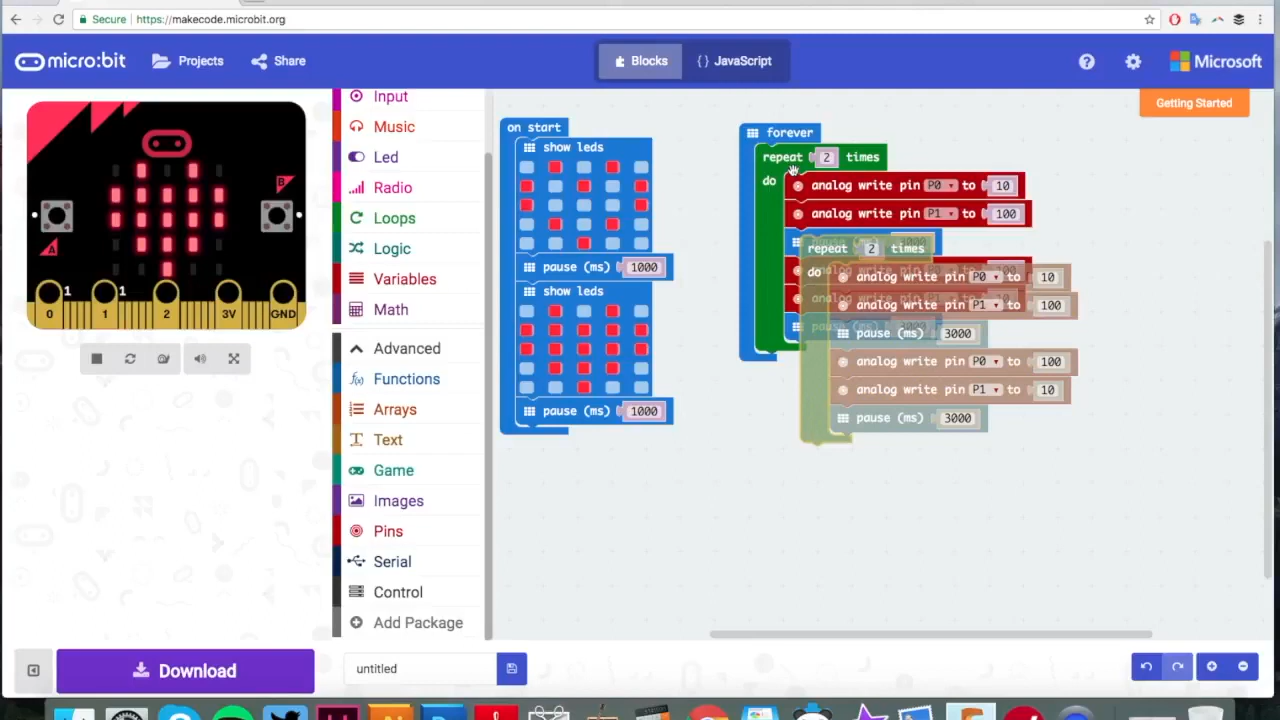 Secure https://makecode.microbit.org
micro:bit Projects Share Blocks {} JavaScript Microsoft
Getting Started
A
B
1 1
0 1 2 3V GND
Input
Music
Led
Radio
Loops
Logic
Variables
Math
Advanced
Functions
Arrays
Text
Game
Images
Pins
Serial
Control
Add Package
on start
show leds
pause (ms) 1000
show leds
pause (ms) 1000
forever
repeat 2 times
do
analog write pin P0 to 10
analog write pin P1 to 100
repeat 2 times
do
analog write pin P0 to 10
analog write pin P1 to 100
pause (ms) 3000
analog write pin P0 to 100
analog write pin P1 to 10
pause (ms) 3000
Download
untitled